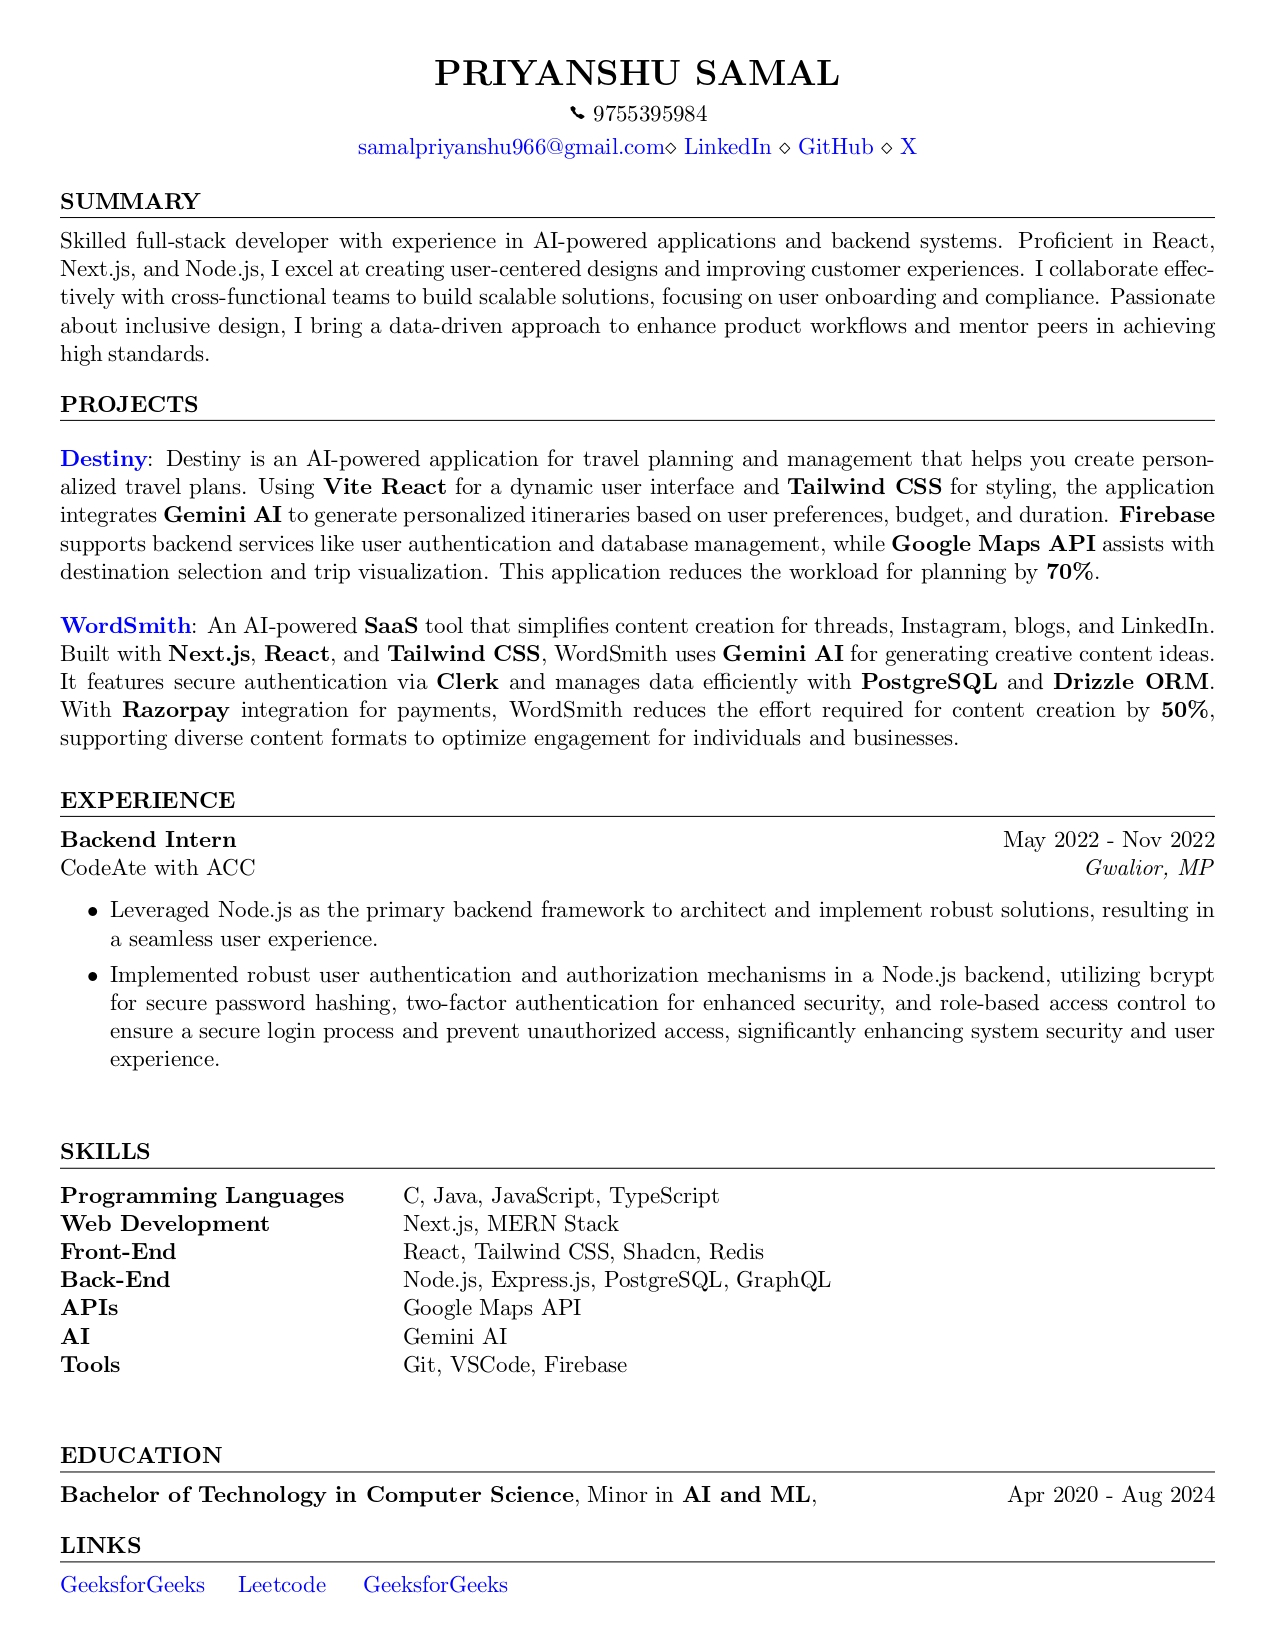 PRIYANSHU SAMAL
9755395984
samalpriyanshu966@gmail.com⋄ LinkedIn ⋄ GitHub ⋄ X
SUMMARY
Skilled full-stack developer with experience in AI-powered applications and backend systems. Proficient in React,
Next.js, and Node.js, I excel at creating user-centered designs and improving customer experiences. I collaborate effec-
tively with cross-functional teams to build scalable solutions, focusing on user onboarding and compliance. Passionate
about inclusive design, I bring a data-driven approach to enhance product workflows and mentor peers in achieving
high standards.
PROJECTS
Destiny: Destiny is an AI-powered application for travel planning and management that helps you create person-
alized travel plans. Using Vite React for a dynamic user interface and Tailwind CSS for styling, the application
integrates Gemini AI to generate personalized itineraries based on user preferences, budget, and duration. Firebase
supports backend services like user authentication and database management, while Google Maps API assists with
destination selection and trip visualization. This application reduces the workload for planning by 70%.
WordSmith: An AI-powered SaaS tool that simplifies content creation for threads, Instagram, blogs, and LinkedIn.
Built with Next.js, React, and Tailwind CSS, WordSmith uses Gemini AI for generating creative content ideas.
It features secure authentication via Clerk and manages data efficiently with PostgreSQL and Drizzle ORM.
With Razorpay integration for payments, WordSmith reduces the effort required for content creation by 50%,
supporting diverse content formats to optimize engagement for individuals and businesses.
EXPERIENCE
Backend Intern May 2022 - Nov 2022
CodeAte with ACC Gwalior, MP
• Leveraged Node.js as the primary backend framework to architect and implement robust solutions, resulting in
a seamless user experience.
• Implemented robust user authentication and authorization mechanisms in a Node.js backend, utilizing bcrypt
for secure password hashing, two-factor authentication for enhanced security, and role-based access control to
ensure a secure login process and prevent unauthorized access, significantly enhancing system security and user
experience.
SKILLS
Programming Languages C, Java, JavaScript, TypeScript
Web Development Next.js, MERN Stack
Front-End React, Tailwind CSS, Shadcn, Redis
Back-End Node.js, Express.js, PostgreSQL, GraphQL
APIs Google Maps API
AI Gemini AI
Tools Git, VSCode, Firebase
EDUCATION
Bachelor of Technology in Computer Science, Minor in AI and ML, Apr 2020 - Aug 2024
LINKS
GeeksforGeeks Leetcode GeeksforGeeks